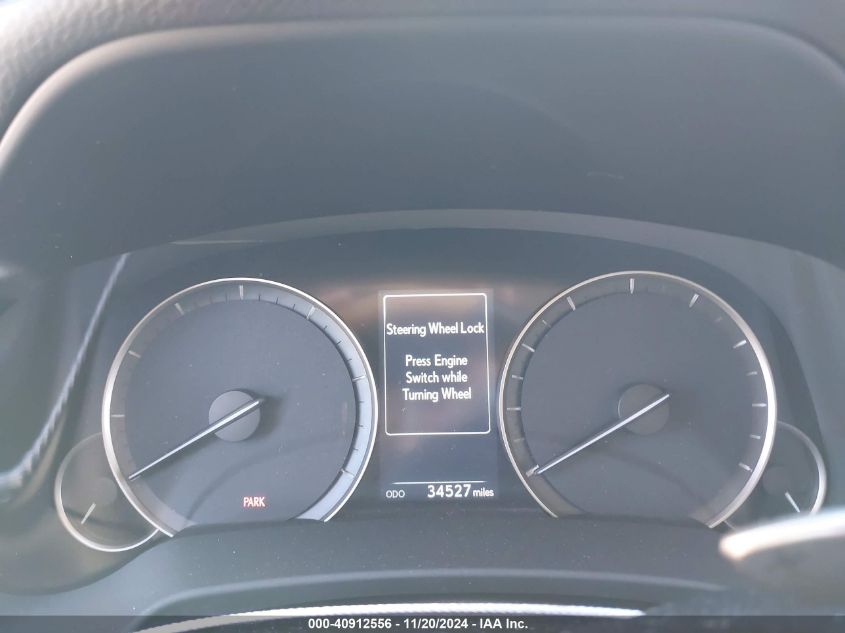 Steering Wheel Lock
Press Engine
Switch while
Turning Wheel
PARK
ODO 34527 miles
000-40912556 - 11/20/2024 - IAA Inc.